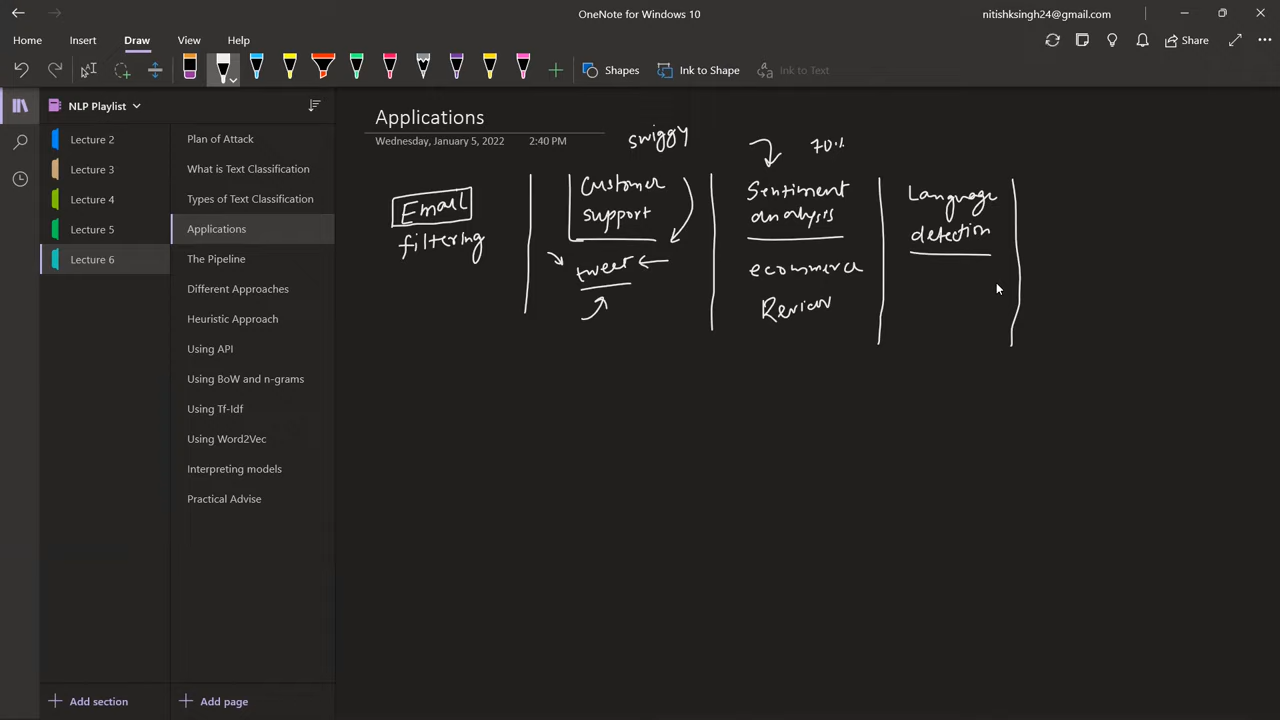 OneNote for Windows 10
nitishksingh24@gmail.com
Home Insert Draw View Help
Share
Shapes Ink to Shape Ink to Text
NLP Playlist
Lecture 2
Lecture 3
Lecture 4
Lecture 5
Lecture 6
Add section
Plan of Attack
What is Text Classification
Types of Text Classification
Applications
The Pipeline
Different Approaches
Heuristic Approach
Using API
Using BoW and n-grams
Using Tf-Idf
Using Word2Vec
Interpreting models
Practical Advise
Add page
Applications
Wednesday, January 5, 2022 2:40 PM
Email
filtering
swiggy
Customer
support
tweet
70%
Sentiment
analysis
ecommerce
Review
Language
detection